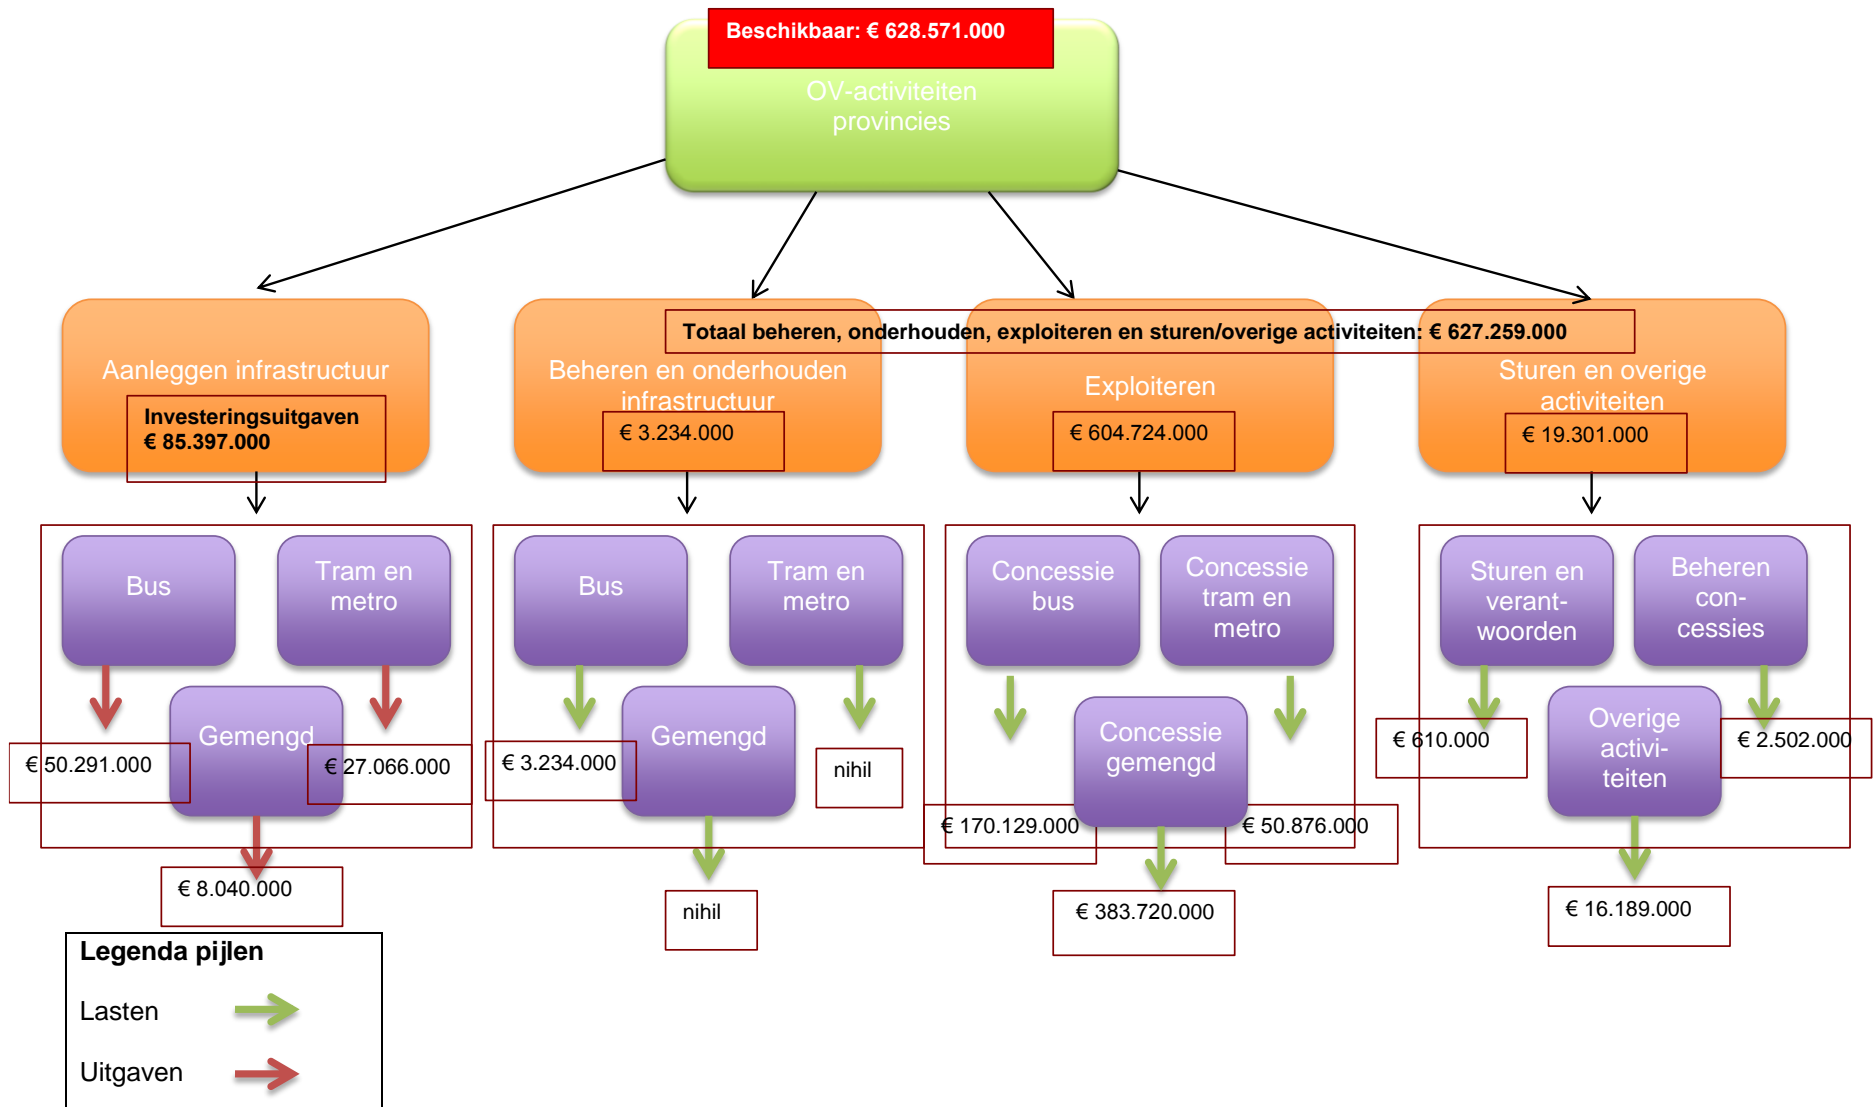 Beschikbaar: € 628.571.000
OV-activiteiten
provincies
Totaal beheren, onderhouden, exploiteren en sturen/overige activiteiten: € 627.259.000
Aanleggen infrastructuur
Investeringsuitgaven
€ 85.397.000
Beheren en onderhouden
infrastructuur
€ 3.234.000
Exploiteren
€ 604.724.000
Sturen en overige
activiteiten
€ 19.301.000
Bus
Tram en
metro
Gemengd
€ 50.291.000
€ 27.066.000
€ 8.040.000
Bus
Tram en
metro
Gemengd
€ 3.234.000
nihil
nihil
Concessie
bus
Concessie
tram en
metro
Concessie
gemengd
€ 170.129.000
€ 50.876.000
€ 383.720.000
Sturen en
verant-
woorden
Beheren
con-
cessies
Overige
activi-
teiten
€ 610.000
€ 2.502.000
€ 16.189.000
Legenda pijlen
Lasten
Uitgaven